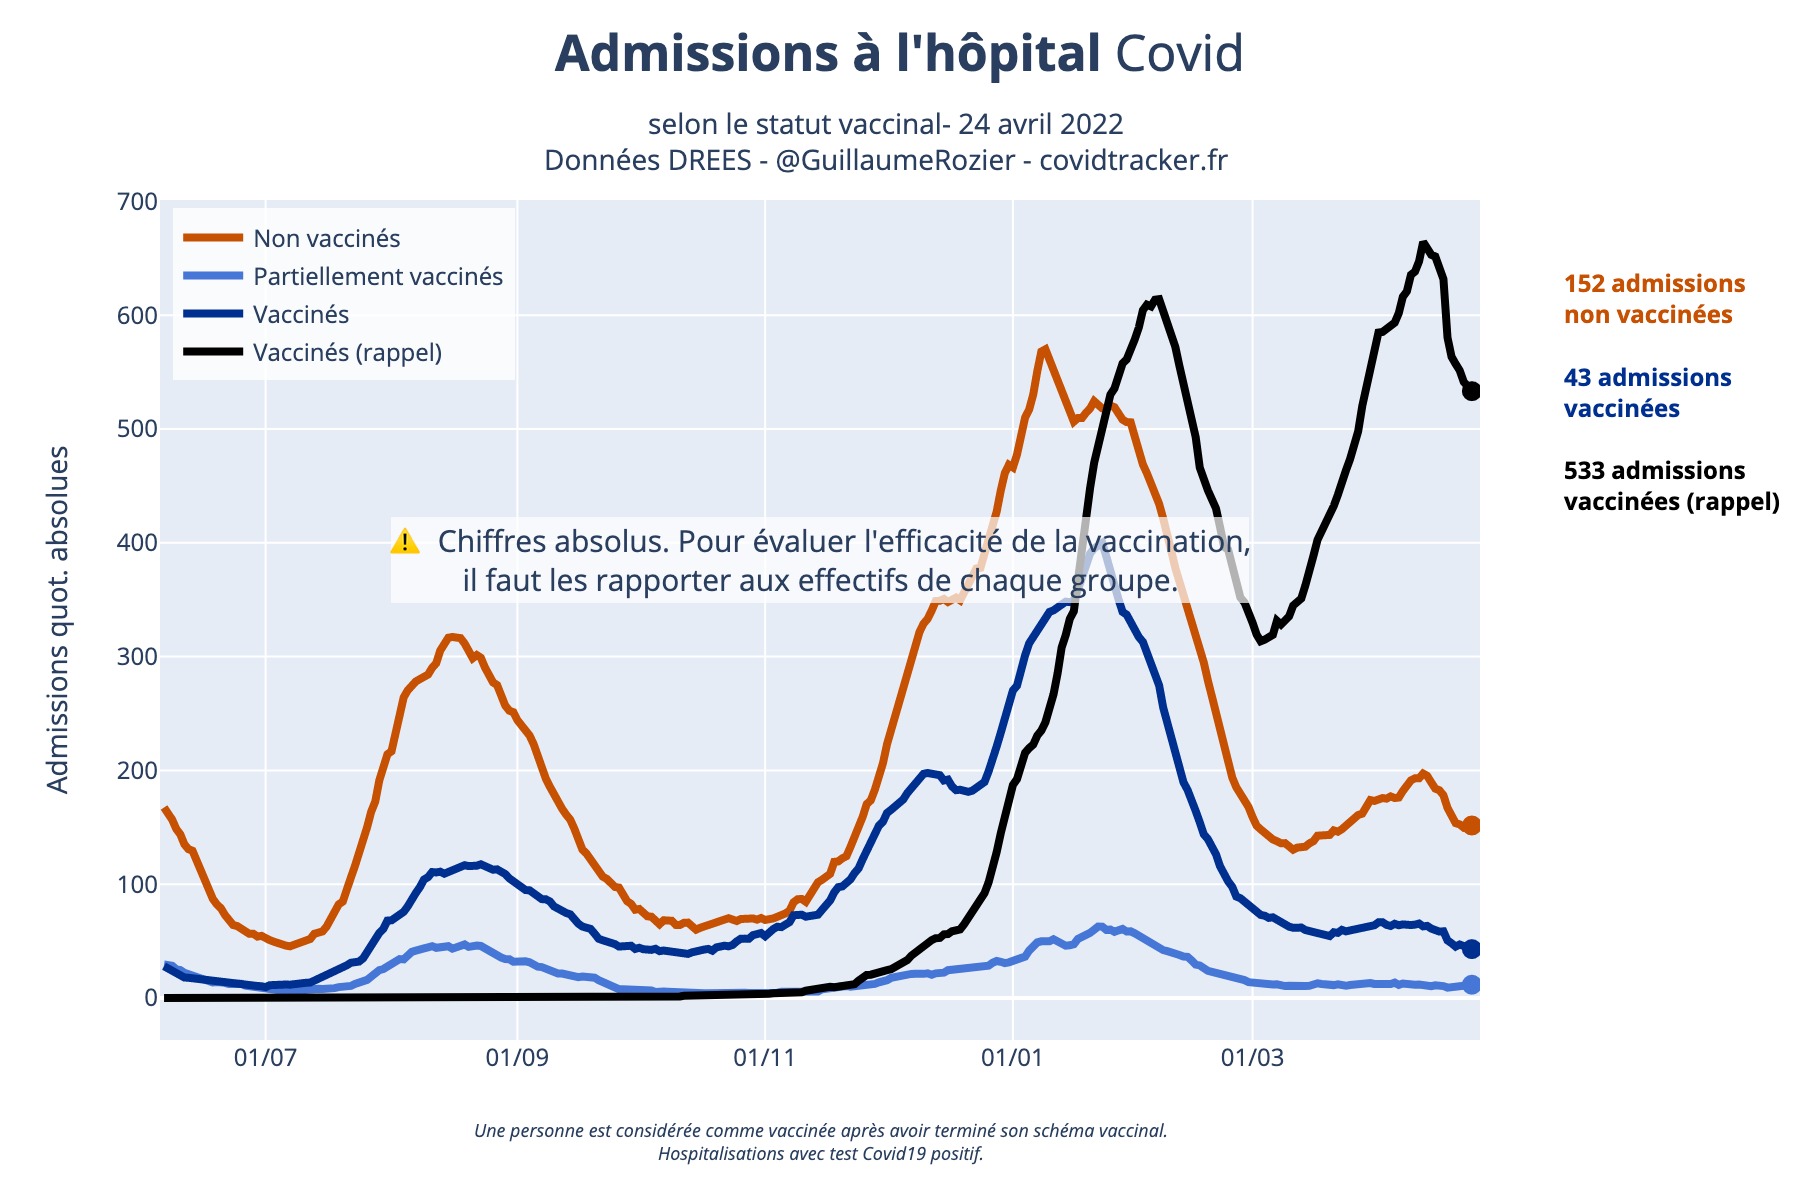 Admissions à l'hôpital Covid
selon le statut vaccinal- 24 avril 2022
Données DREES - @GuillaumeRozier - covidtracker.fr
Admissions quot. absolues
700
600
500
400
300
200
100
0
Non vaccinés
Partiellement vaccinés
Vaccinés
Vaccinés (rappel)
⚠ Chiffres absolus. Pour évaluer l'efficacité de la vaccination,
il faut les rapporter aux effectifs de chaque groupe.
152 admissions
non vaccinées
43 admissions
vaccinées
533 admissions
vaccinées (rappel)
01/07
01/09
01/11
01/01
01/03
Une personne est considérée comme vaccinée après avoir terminé son schéma vaccinal.
Hospitalisations avec test Covid19 positif.